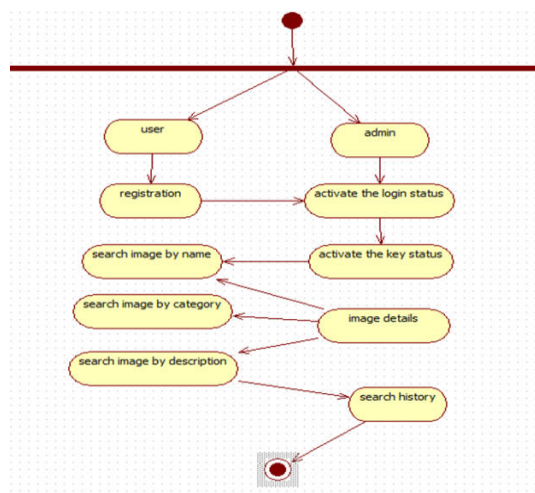 user
admin
registration
activate the login status
search image by name
activate the key status
search image by category
image details
search image by description
search history